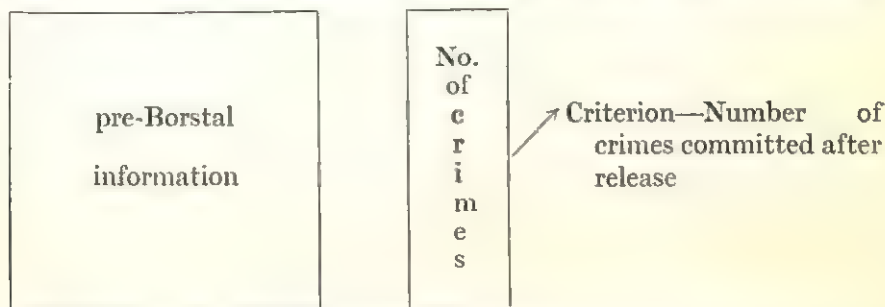 pre-Borstal
information
No.
of
c
r
i
m
e
s
Criterion—Number of
crimes committed after
release